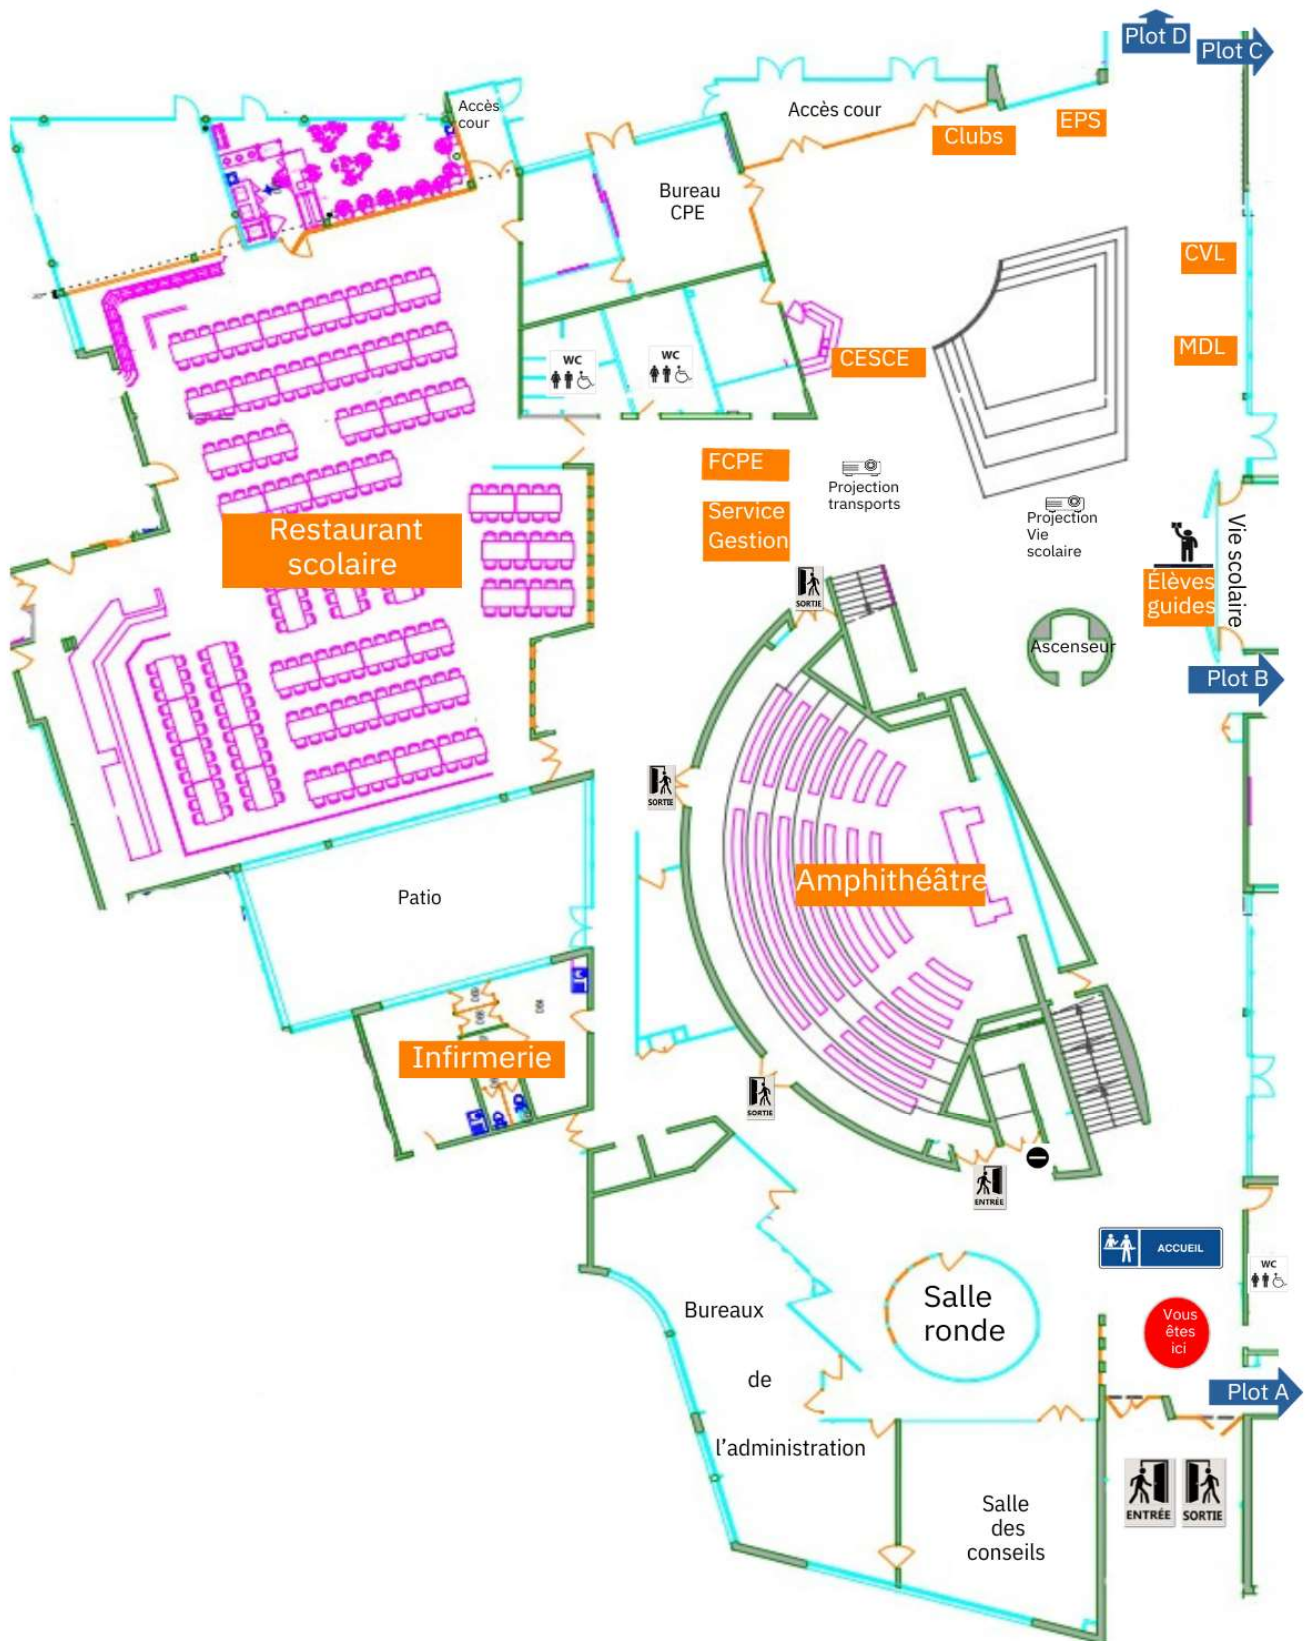 Plot D
Plot C
Accès
cour
Accès cour
Clubs
EPS
Bureau
CPE
CVL
MDL
WC
WC
CESCE
FCPE
Projection
transports
Service
Gestion
Projection
Vie
scolaire
Vie scolaire
Restaurant
scolaire
Élèves
guides
SORTIE
Ascenseur
Plot B
SORTIE
Amphithéâtre
Patio
Infirmerie
SORTIE
ENTRÉE
ACCUEIL
WC
Salle
ronde
Vous
êtes
ici
Bureaux
de
l'administration
Plot A
Salle
des
conseils
ENTRÉE
SORTIE